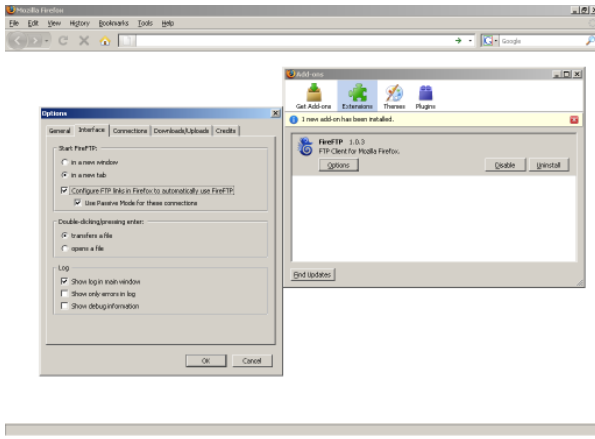 Mozilla Firefox
File Edit View History Bookmarks Tools Help
Google
Add-ons
Get Add-ons Extensions Themes Plugins
1 new add-on has been installed.
FireFTP 1.0.3
FTP Client for Mozilla Firefox.
Options Disable Uninstall
Find Updates
Options
General Interface Connections Downloads/Uploads Credits
Start FireFTP:
in a new window
in a new tab
Configure FTP links in Firefox to automatically use FireFTP
Use Passive Mode for these connections
Double-clicking/pressing enter:
transfers a file
opens a file
Log
Show log in main window
Show only errors in log
Show debug information
OK Cancel